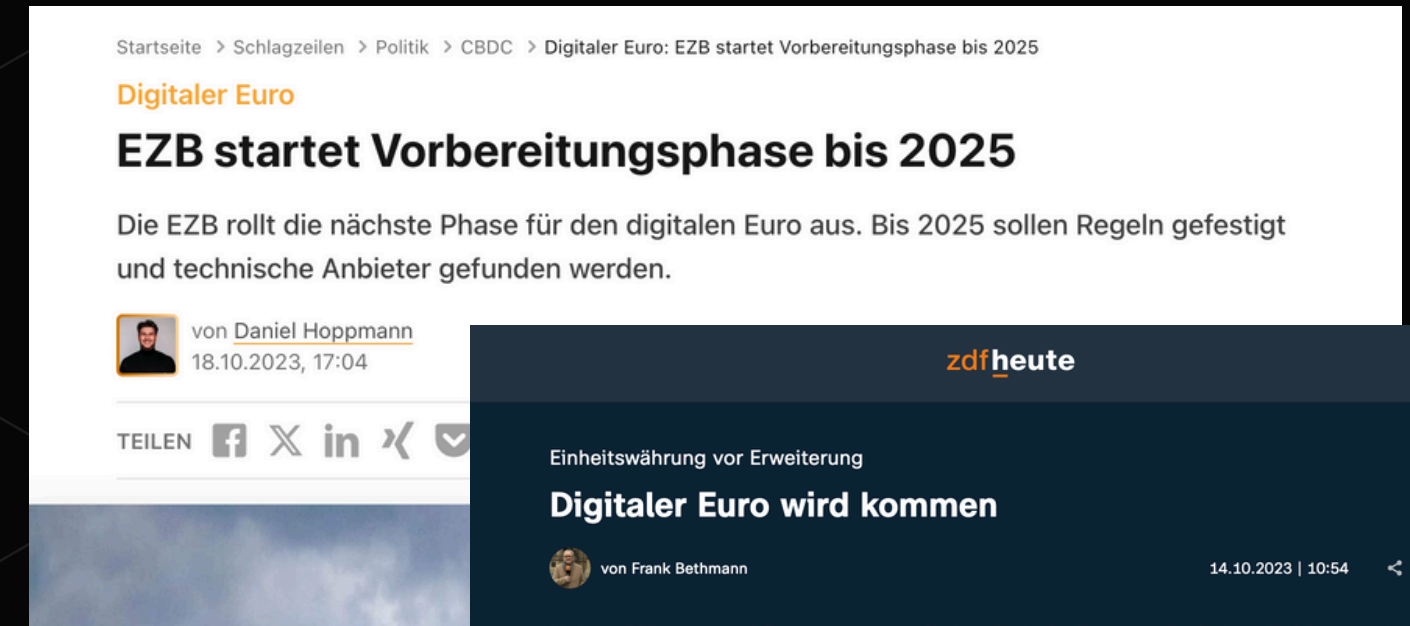 Startseite > Schlagzeilen > Politik > CBDC > Digitaler Euro: EZB startet Vorbereitungsphase bis 2025
Digitaler Euro
EZB startet Vorbereitungsphase bis 2025
Die EZB rollt die nächste Phase für den digitalen Euro aus. Bis 2025 sollen Regeln gefestigt
und technische Anbieter gefunden werden.
von Daniel Hoppmann
18.10.2023, 17:04
TEILEN
zdfheute
Einheitswährung vor Erweiterung
Digitaler Euro wird kommen
von Frank Bethmann
14.10.2023 | 10:54